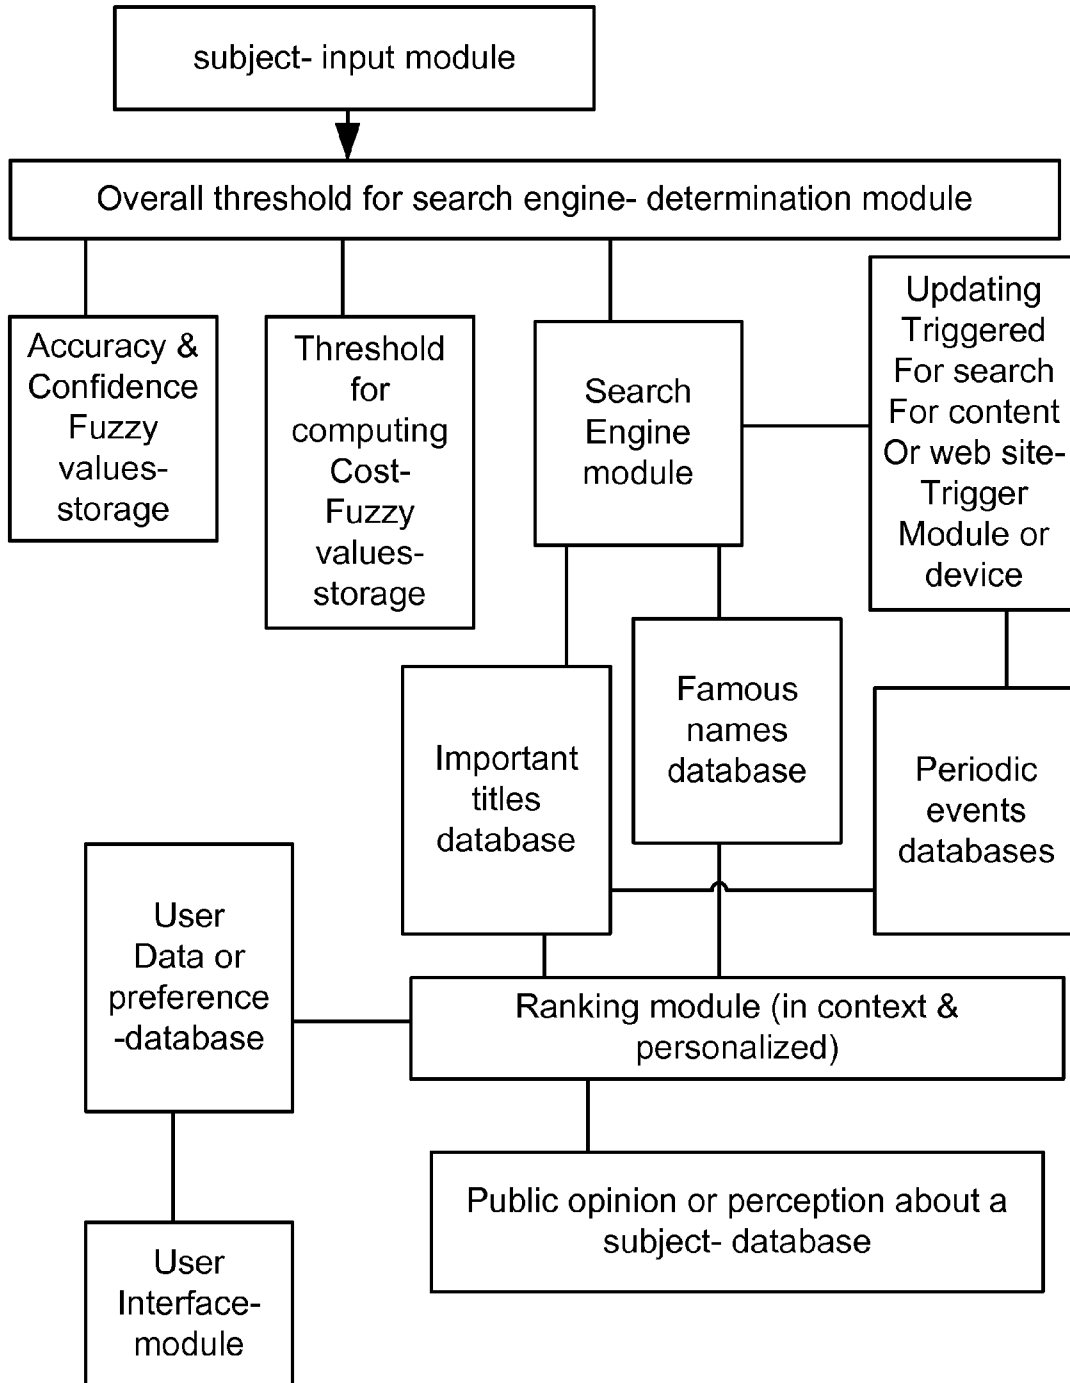 subject- input module
Overall threshold for search engine- determination module
Accuracy &
Confidence
Fuzzy
values-
storage
Threshold
for
computing
Cost-
Fuzzy
values-
storage
Search
Engine
module
Updating
Triggered
For search
For content
Or web site-
Trigger
Module or
device
Important
titles
database
Famous
names
database
Periodic
events
databases
User
Data or
preference
-database
Ranking module (in context &
personalized)
Public opinion or perception about a
subject- database
User
Interface-
module